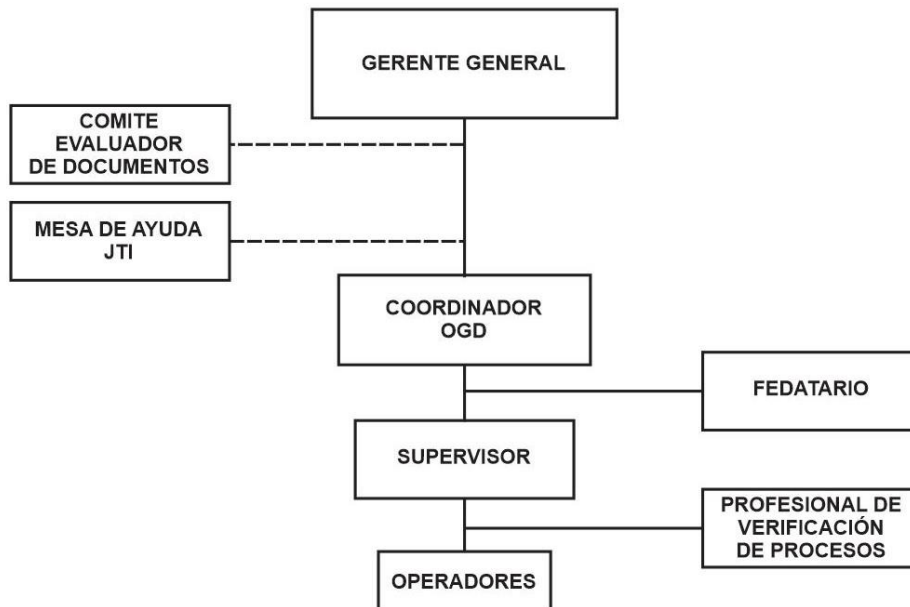 GERENTE GENERAL
COMITE
EVALUADOR
DE DOCUMENTOS
MESA DE AYUDA
JTI
COORDINADOR
OGD
FEDATARIO
SUPERVISOR
PROFESIONAL DE
VERIFICACIÓN
DE PROCESOS
OPERADORES